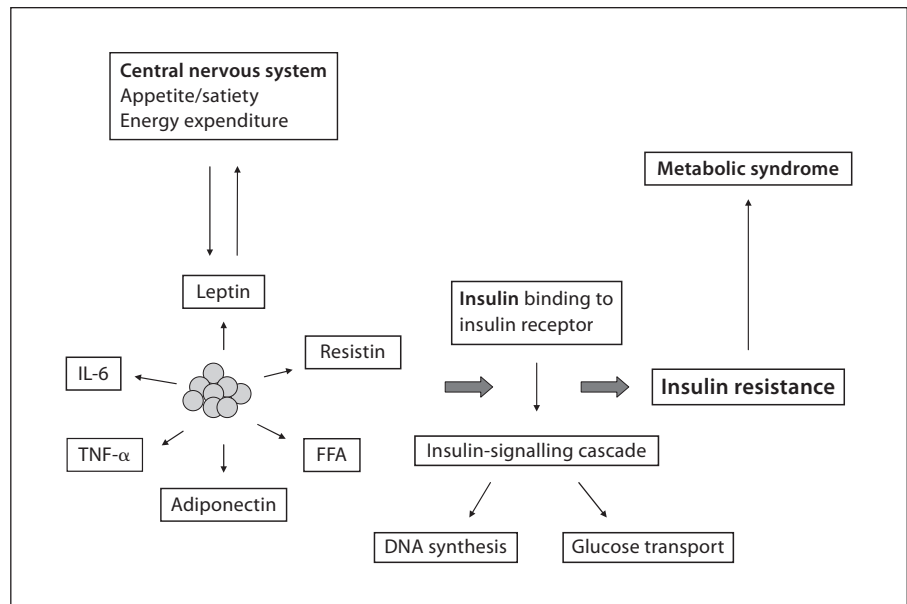 Central nervous system
Appetite/satiety
Energy expenditure
Metabolic syndrome
Leptin
Insulin binding to
insulin receptor
Resistin
IL-6
Insulin resistance
TNF-α
FFA
Insulin-signalling cascade
Adiponectin
DNA synthesis
Glucose transport